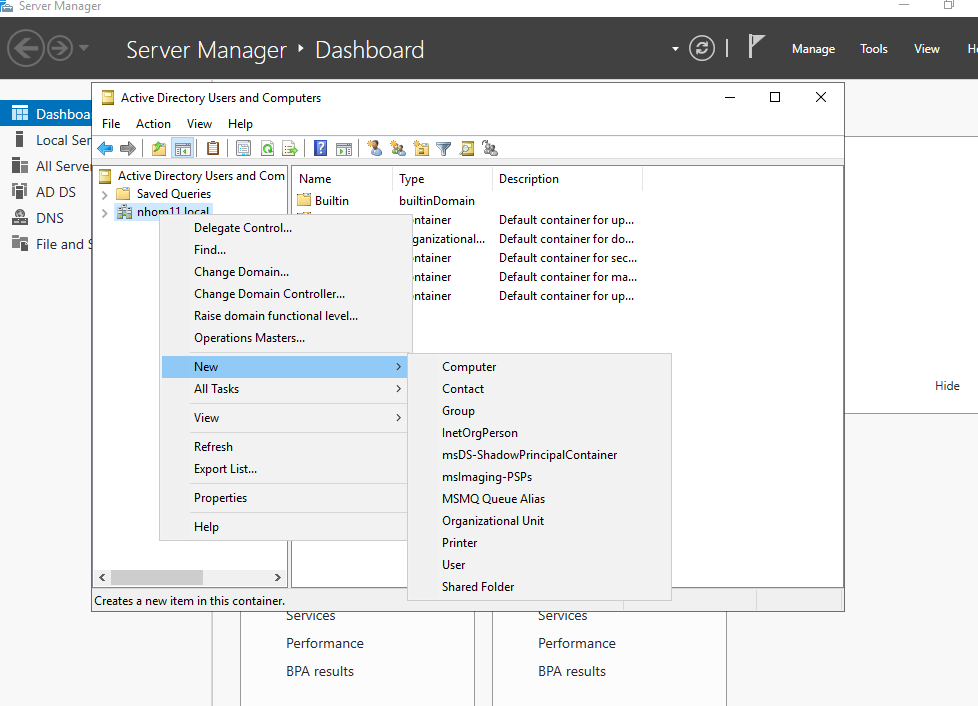 Server Manager
Server Manager ‣ Dashboard
Manage Tools View
Dashboa
Local Ser
All Server
AD DS
DNS
File and S
Active Directory Users and Computers
File Action View Help
Active Directory Users and Com
Saved Queries
nhom11.local
Name Type Description
Builtin builtinDomain
ontainer Default container for up...
rganizational... Default container for do...
ontainer Default container for sec...
ontainer Default container for ma...
ontainer Default container for up...
Delegate Control...
Find...
Change Domain...
Change Domain Controller...
Raise domain functional level...
Operations Masters...
New
All Tasks
View
Refresh
Export List...
Properties
Help
Computer
Contact
Group
InetOrgPerson
msDS-ShadowPrincipalContainer
msImaging-PSPs
MSMQ Queue Alias
Organizational Unit
Printer
User
Shared Folder
Hide
Creates a new item in this container.
Services
Performance
BPA results
Services
Performance
BPA results